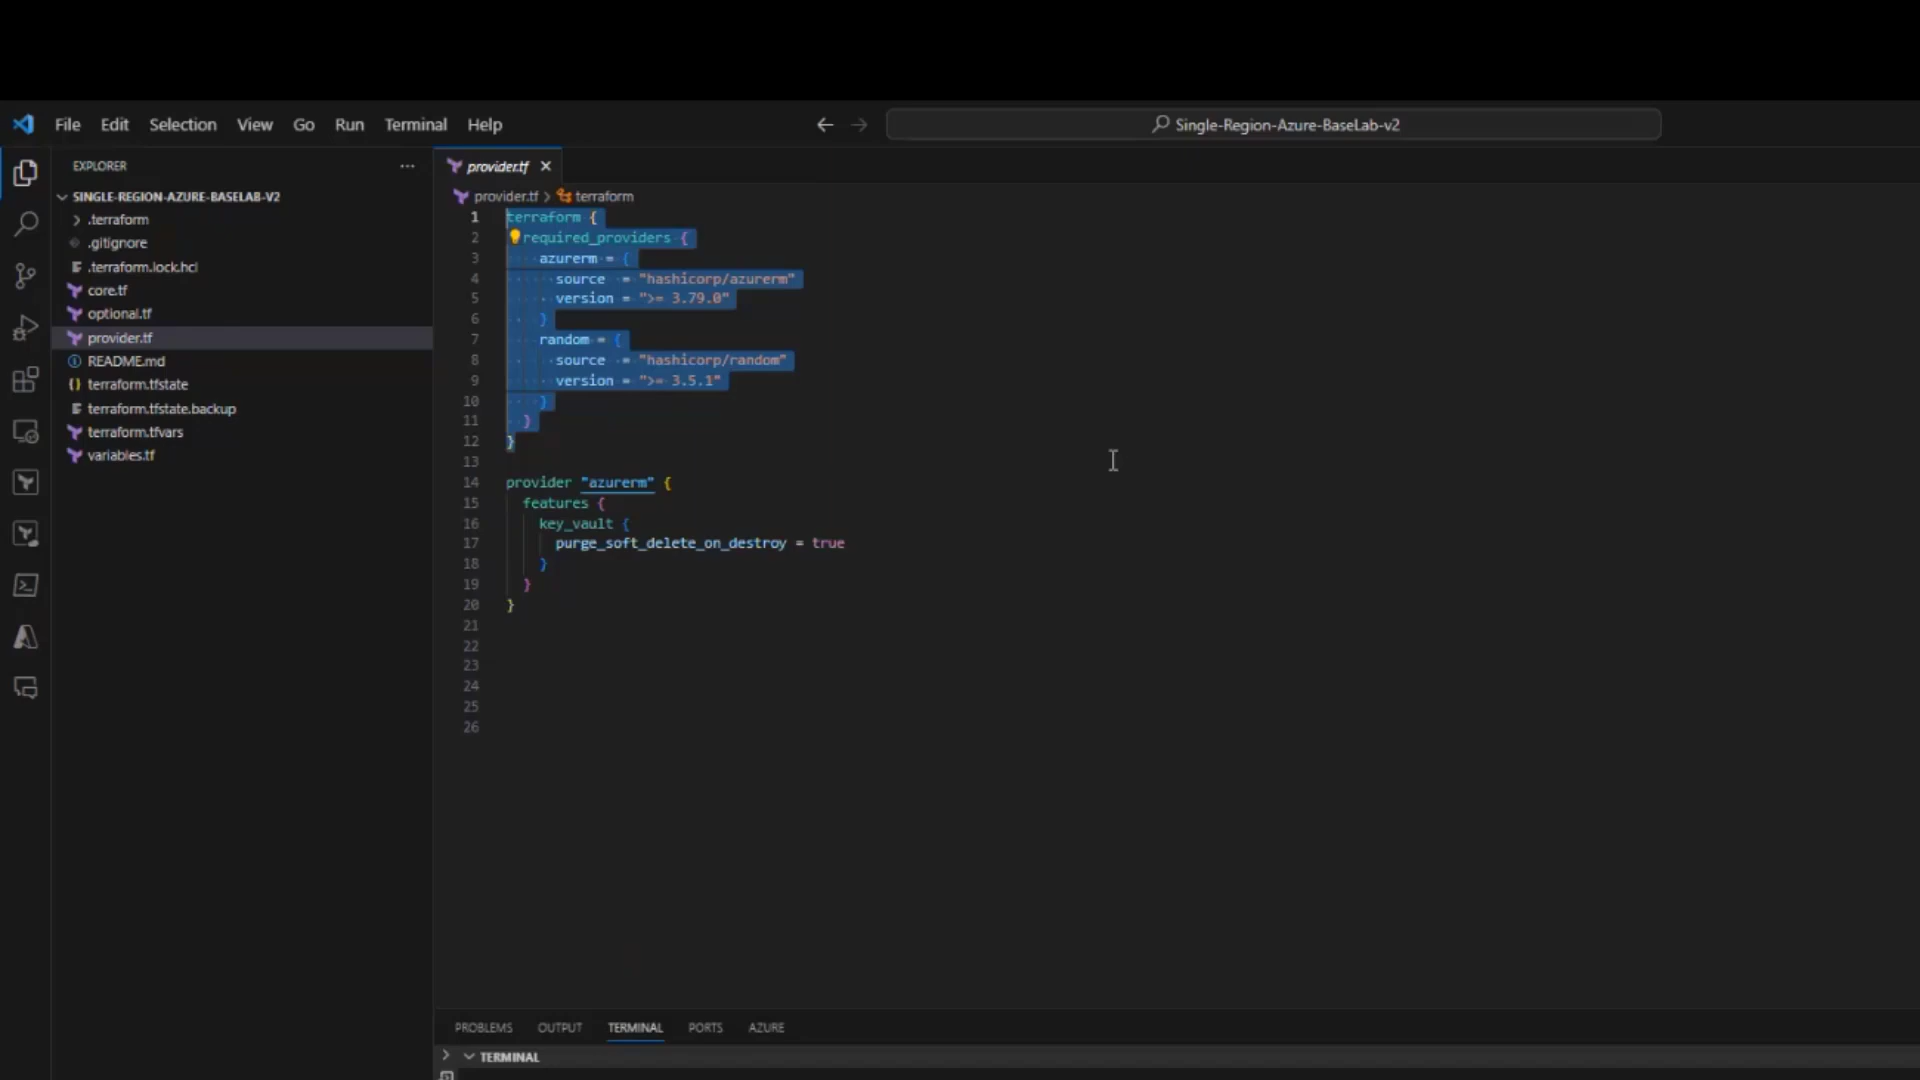 File Edit Selection View Go Run Terminal Help
Single-Region-Azure-BaseLab-v2
EXPLORER
SINGLE-REGION-AZURE-BASELAB-V2
.terraform
.gitignore
.terraform.lock.hcl
core.tf
optional.tf
provider.tf
README.md
terraform.tfstate
terraform.tfstate.backup
terraform.tfvars
variables.tf
provider.tf
provider.tf > terraform
1 terraform {
2 required_providers {
3 azurerm = {
4 source = "hashicorp/azurerm"
5 version = ">= 3.79.0"
6 }
7 random = {
8 source = "hashicorp/random"
9 version = ">= 3.5.1"
10 }
11 }
12 }
13
14 provider "azurerm" {
15 features {
16 key_vault {
17 purge_soft_delete_on_destroy = true
18 }
19 }
20 }
21
22
23
24
25
26
PROBLEMS OUTPUT TERMINAL PORTS AZURE
TERMINAL